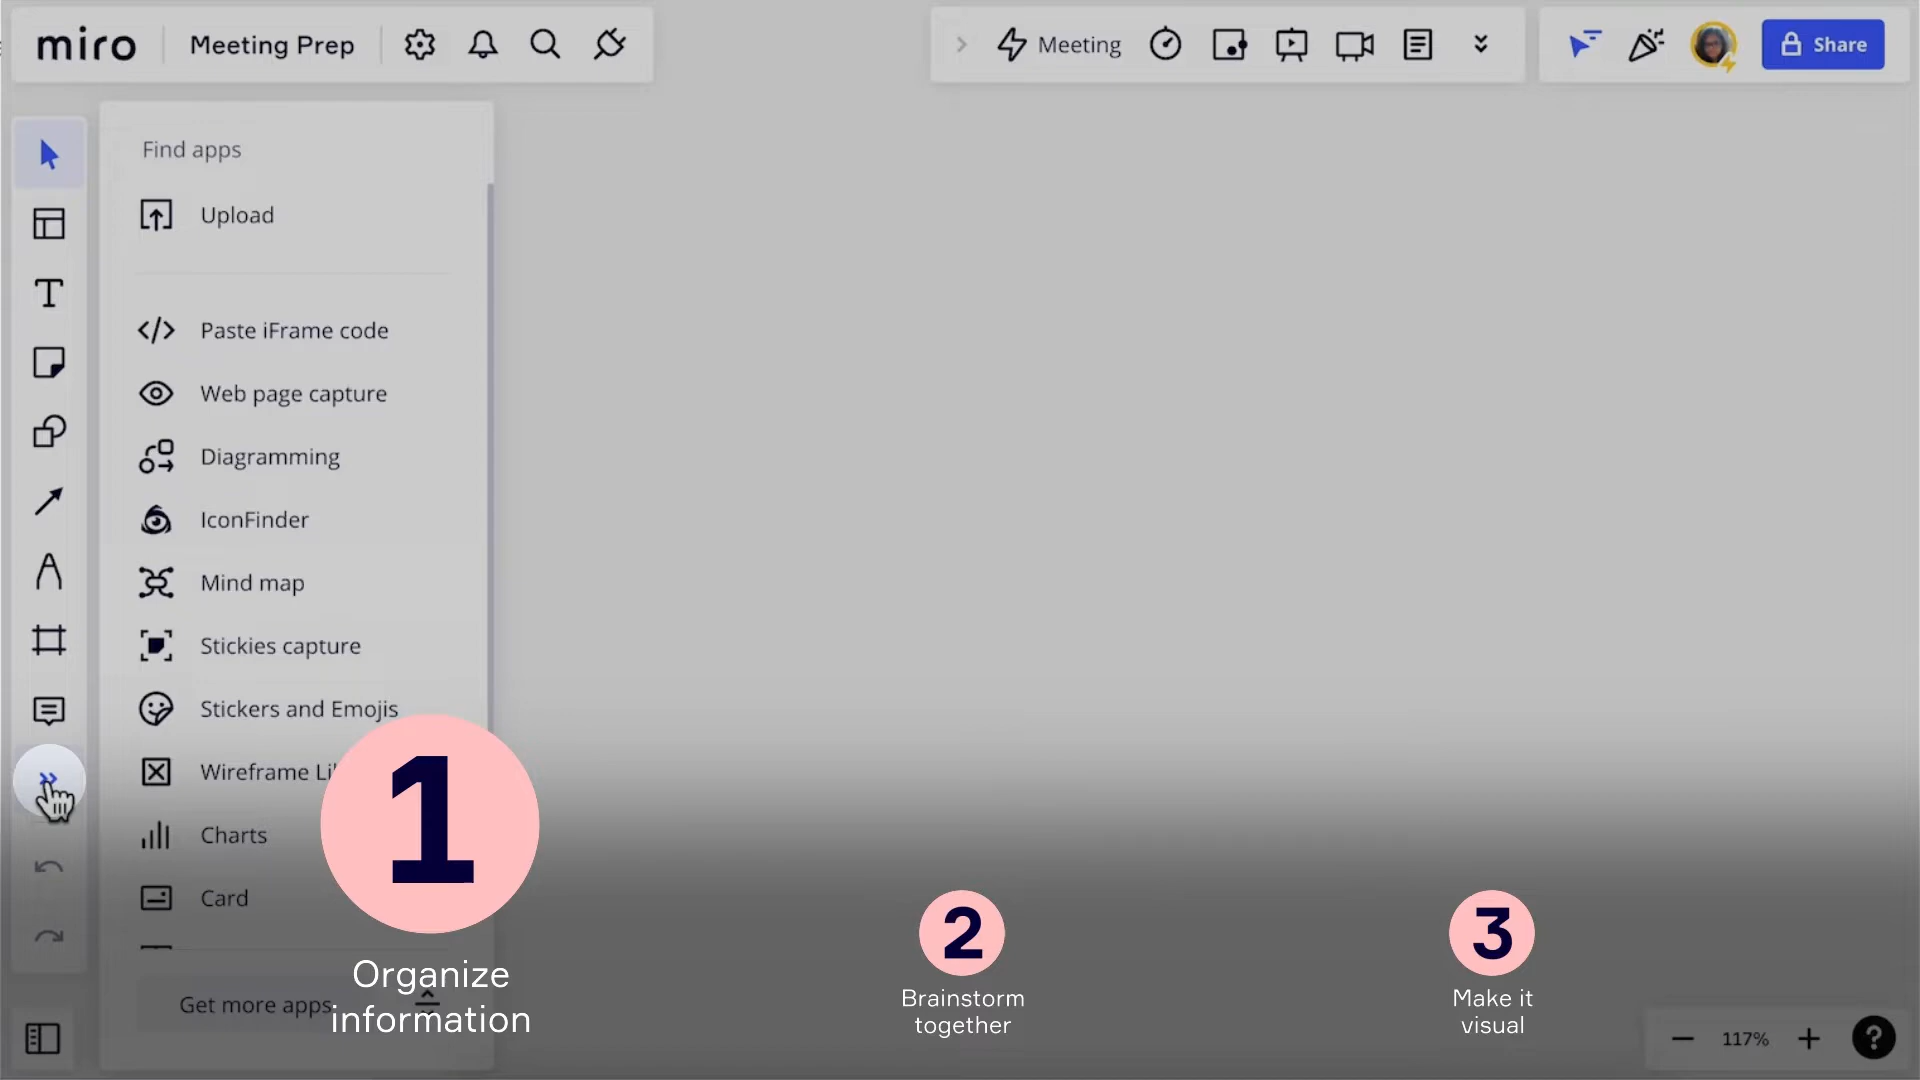 miro
Meeting Prep
Meeting
Share
Find apps
Upload
Paste iFrame code
Web page capture
Diagramming
IconFinder
Mind map
Stickies capture
Stickers and Emojis
Wireframe Li
Charts
Card
Get more apps
1
Organize
information
2
Brainstorm
together
3
Make it
visual
117%
?